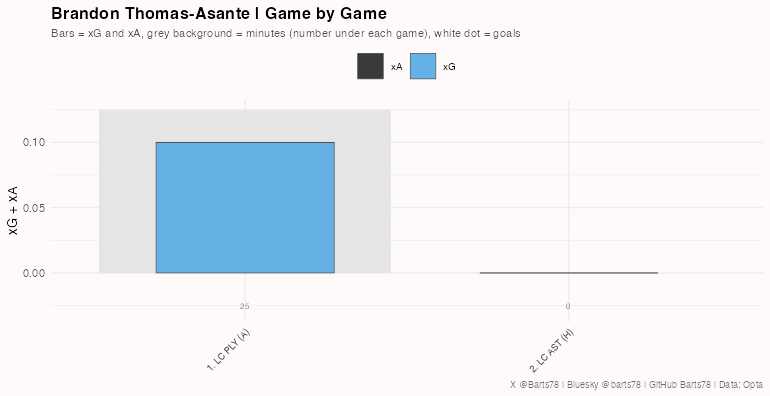 Brandon Thomas-Asante | Game by Game
Bars = xG and xA, grey background = minutes (number under each game), white dot = goals
xA xG
xG + xA
0.10
0.05
0.00
25 0
1. LC PLY (A) 2. LC AST (H)
X @Barts78 | Bluesky @barts78 | GitHub Barts78 | Data: Opta